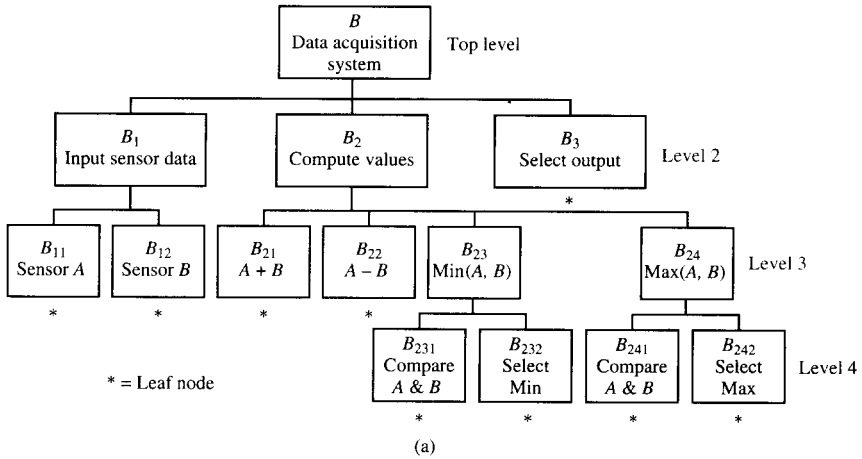 B
Data acquisition
system
Top level
B₁
Input sensor data
B₂
Compute values
B₃
Select output
Level 2
*
B₁₁
Sensor A
B₁₂
Sensor B
B₂₁
A + B
B₂₂
A – B
B₂₃
Min(A, B)
B₂₄
Max(A, B)
Level 3
*
*
*
*
B₂₃₁
Compare
A & B
B₂₃₂
Select
Min
B₂₄₁
Compare
A & B
B₂₄₂
Select
Max
Level 4
* = Leaf node
*
*
*
*
(a)